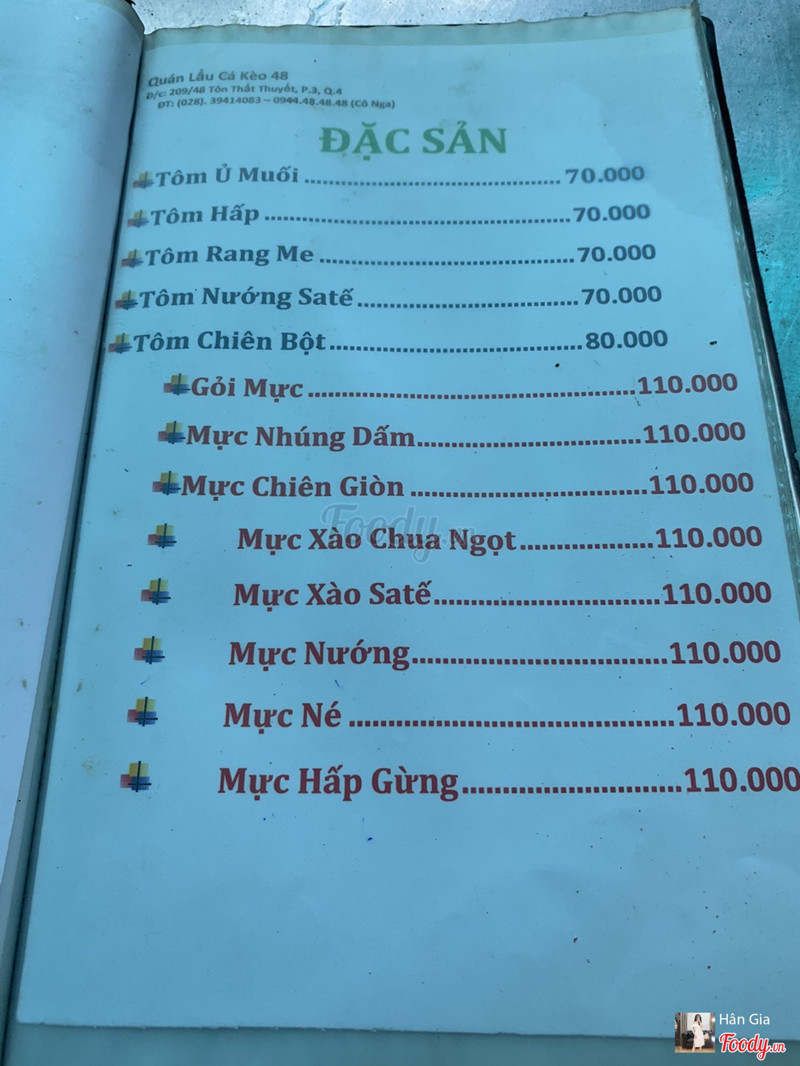 Quán Lẩu Cá Kèo 48
Đ/c: 209/48 Tôn Thất Thuyết, P.3, Q.4
ĐT: (028). 39414083 – 0944.48.48.48 (Cô Nga)
ĐẶC SẢN
Tôm Ủ Muối ........................................ 70.000
Tôm Hấp ................................................ 70.000
Tôm Rang Me ........................................ 70.000
Tôm Nướng Satế .................................. 70.000
Tôm Chiên Bột ...................................... 80.000
Gỏi Mực ................................................ 110.000
Mực Nhúng Dấm ................................. 110.000
Mực Chiên Giòn .................................. 110.000
Mực Xào Chua Ngọt .................... 110.000
Mực Xào Satế ................................. 110.000
Mực Nướng .................................... 110.000
Mực Né ............................................ 110.000
Mực Hấp Gừng .............................. 110.000
Foody.vn
Hân Gia
Foody.vn